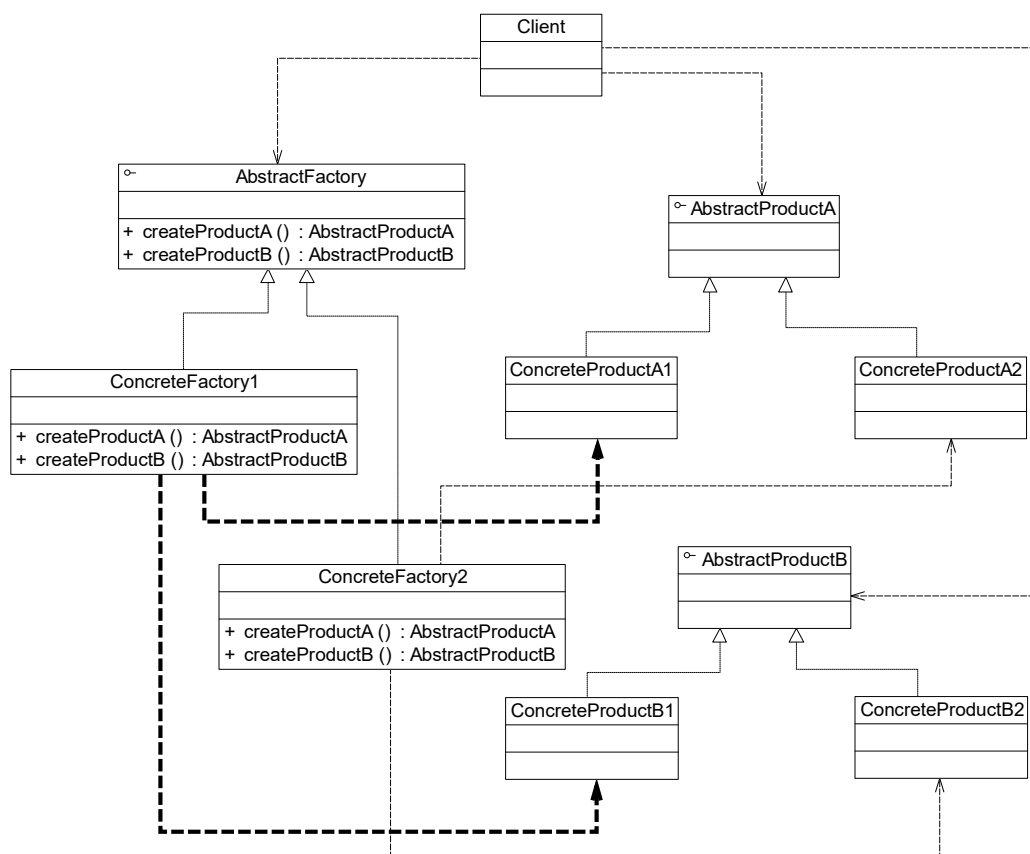 Client
AbstractFactory
+ createProductA () : AbstractProductA
+ createProductB () : AbstractProductB
AbstractProductA
ConcreteFactory1
+ createProductA () : AbstractProductA
+ createProductB () : AbstractProductB
ConcreteProductA1
ConcreteProductA2
ConcreteFactory2
+ createProductA () : AbstractProductA
+ createProductB () : AbstractProductB
AbstractProductB
ConcreteProductB1
ConcreteProductB2